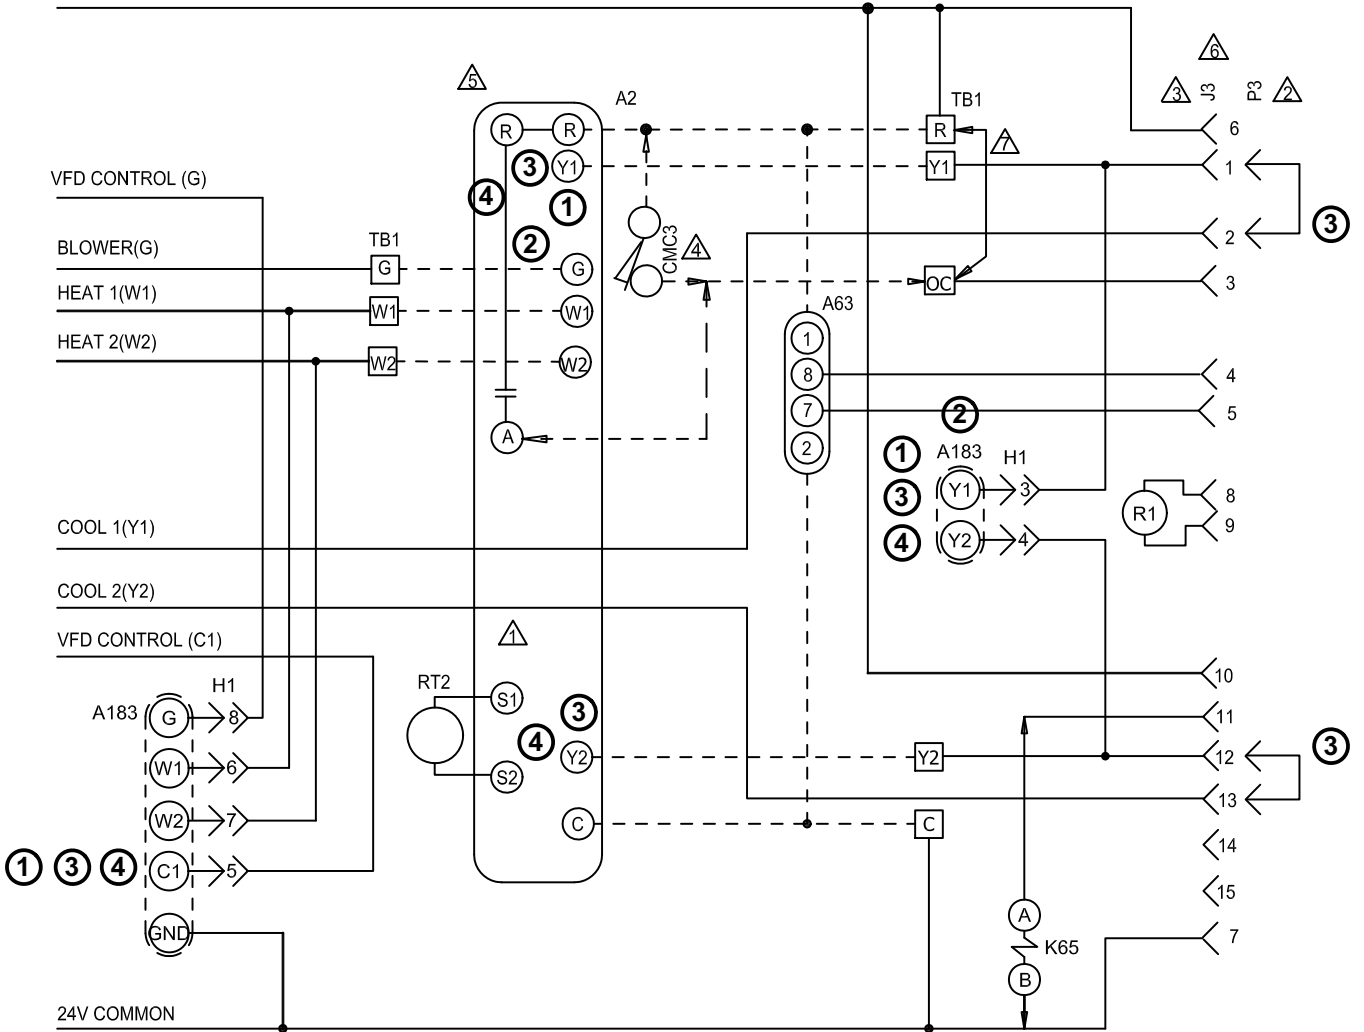 6
5
A2
TB1
3
J3
P3
2
R
R
R
7
6
3
Y1
Y1
1
VFD CONTROL (G)
4
1
3
BLOWER(G)
TB1
2
CMC3
4
2
G
G
HEAT 1(W1)
OC
3
W1
W1
A63
HEAT 2(W2)
1
W2
W2
8
4
7
2
5
A
2
1
A183
H1
3
Y1
3
R1
8
9
COOL 1(Y1)
4
Y2
4
COOL 2(Y2)
VFD CONTROL (C1)
1
H1
RT2
S1
10
A183
G
8
3
11
4
3
W1
6
S2
Y2
Y2
12
13
W2
7
C
C
14
1
3
4
C1
5
15
A
GND
K65
7
B
24V COMMON